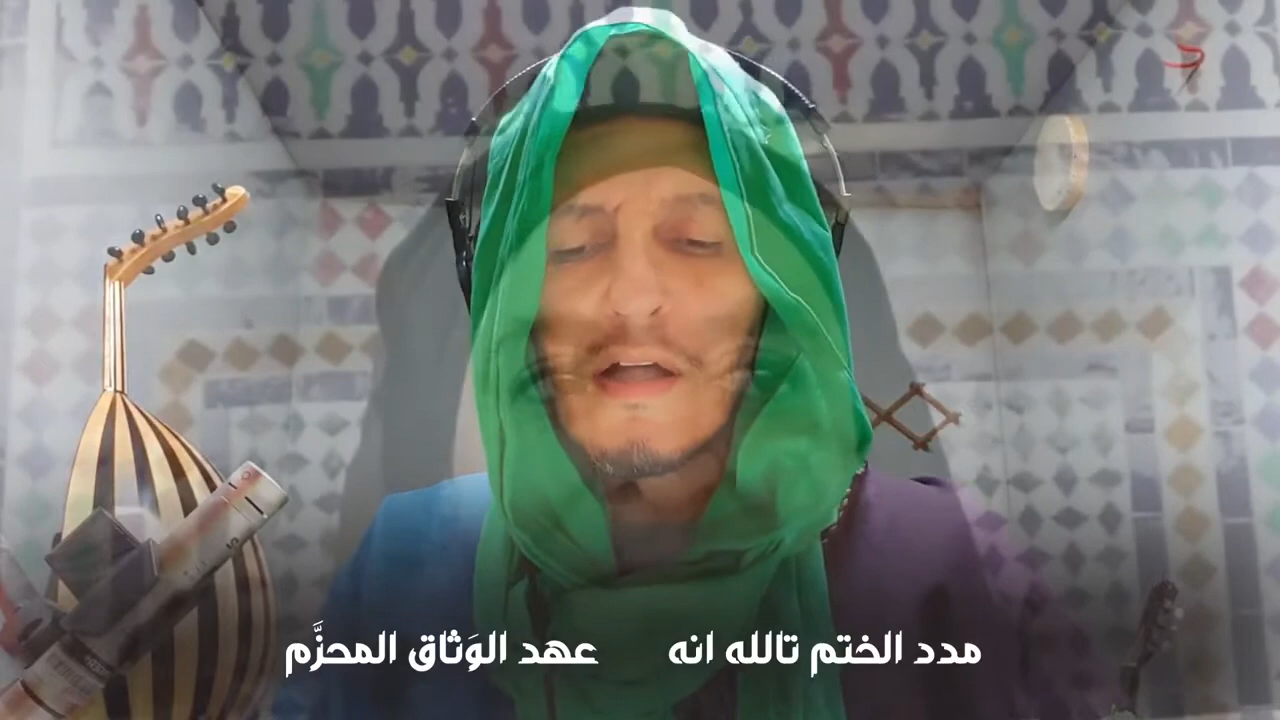 مدد الختم تالله انه عهد الوَثاق المحزَّم